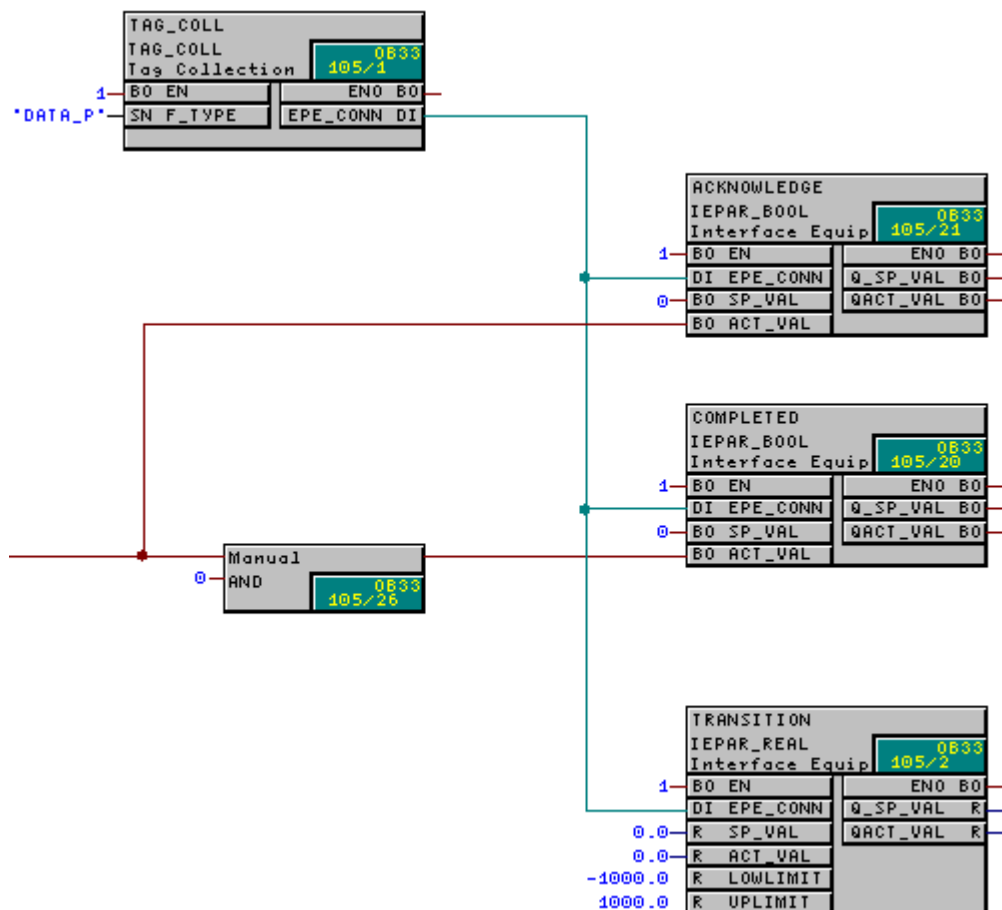 TAG_COLL
TAG_COLL OB33
Tag Collection 105/1
1 BO EN ENO BO
"DATA_P" SN F_TYPE EPE_CONN DI
ACKNOWLEDGE
IEPAR_BOOL OB33
Interface Equip 105/21
1 BO EN ENO BO
DI EPE_CONN Q_SP_VAL BO
0 BO SP_VAL QACT_VAL BO
BO ACT_VAL
COMPLETED
IEPAR_BOOL OB33
Interface Equip 105/20
1 BO EN ENO BO
DI EPE_CONN Q_SP_VAL BO
0 BO SP_VAL QACT_VAL BO
BO ACT_VAL
Manual
0 AND OB33
105/26
TRANSITION
IEPAR_REAL OB33
Interface Equip 105/2
1 BO EN ENO BO
DI EPE_CONN Q_SP_VAL R
0.0 R SP_VAL QACT_VAL R
0.0 R ACT_VAL
-1000.0 R LOWLIMIT
1000.0 R UPLIMIT